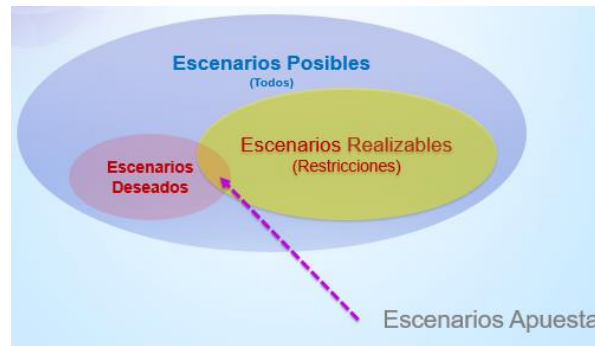 Escenarios Posibles
(Todos)
Escenarios Realizables
(Restricciones)
Escenarios
Deseados
Escenarios Apuesta